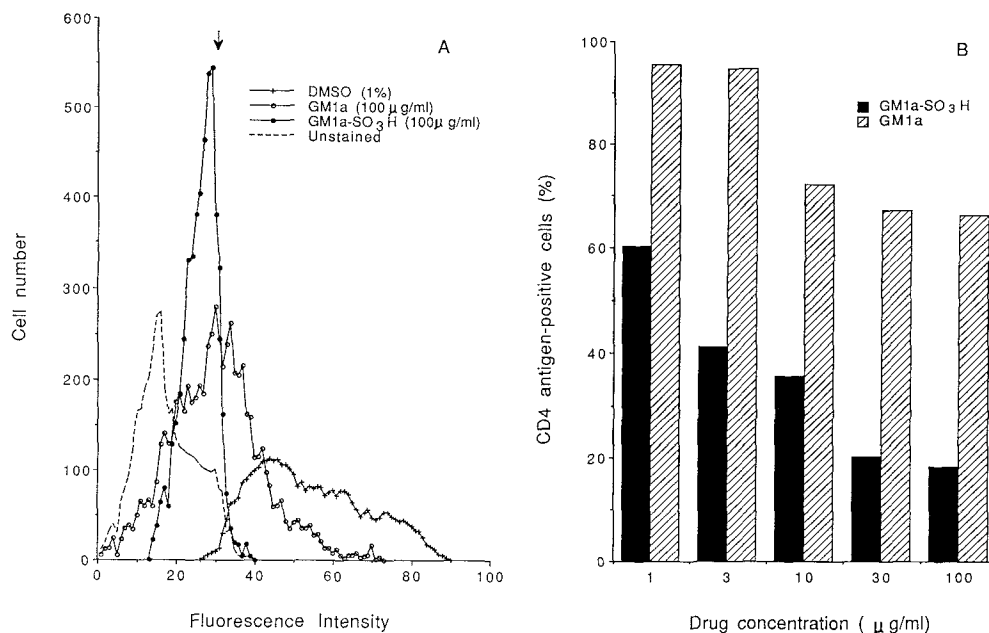 A
600
500
400
300
200
100
0
0
20
40
60
80
100
Cell number
Fluorescence Intensity
DMSO (1%)
GM1a (100 μg/ml)
GM1a-SO3H (100μg/ml)
Unstained
B
100
80
60
40
20
0
1
3
10
30
100
CD4 antigen-positive cells (%)
Drug concentration ( μg/ml)
GM1a-SO3H
GM1a